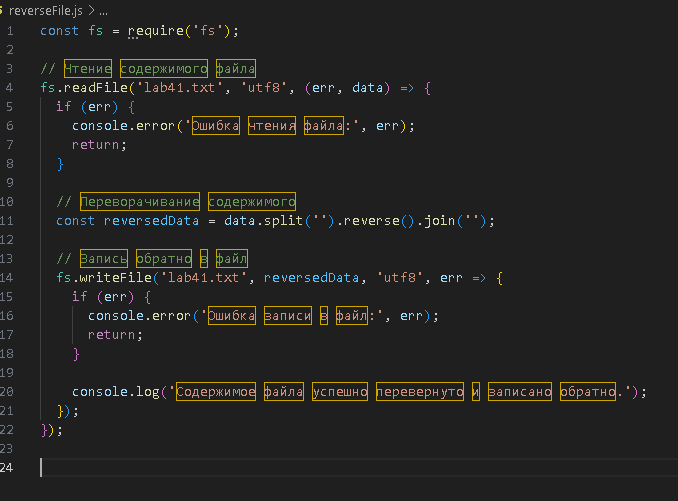 reverseFile.js > ...
1 const fs = require('fs');
2
3 // Чтение содержимого файла
4 fs.readFile('lab41.txt', 'utf8', (err, data) => {
5 if (err) {
6 console.error('Ошибка чтения файла:', err);
7 return;
8 }
9
10 // Переворачивание содержимого
11 const reversedData = data.split('').reverse().join('');
12
13 // Запись обратно в файл
14 fs.writeFile('lab41.txt', reversedData, 'utf8', err => {
15 if (err) {
16 console.error('Ошибка записи в файл:', err);
17 return;
18 }
19
20 console.log('Содержимое файла успешно перевернуто и записано обратно.');
21 });
22 });
23
24